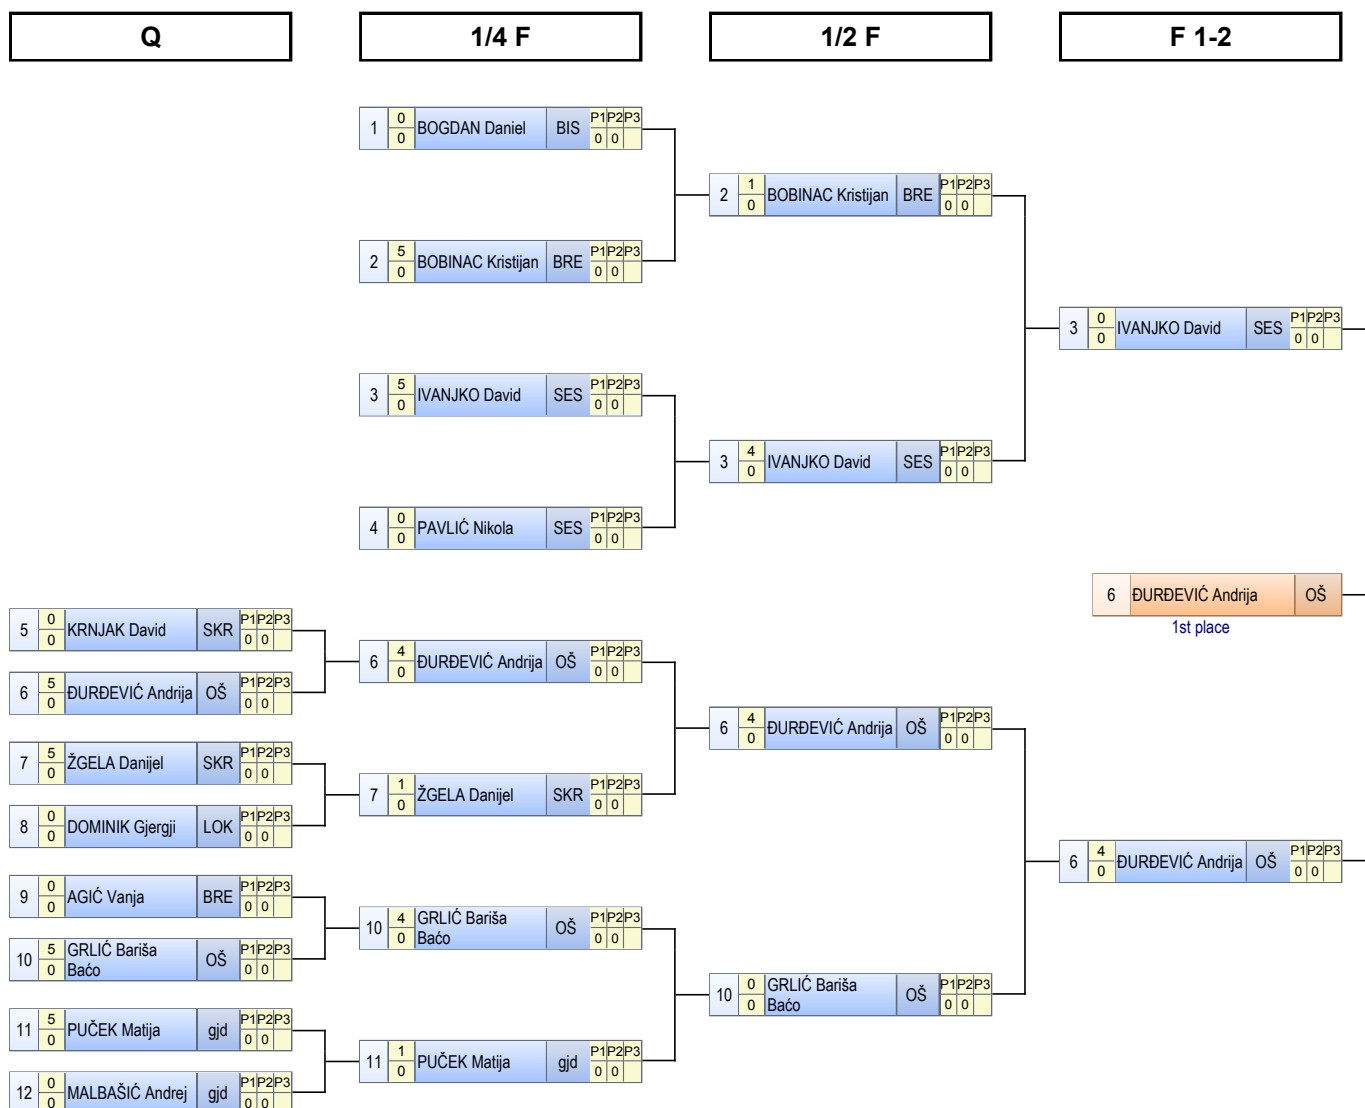 Q
1/4 F
1/2 F
F 1-2
1 0 BOGDAN Daniel BIS P1 P2 P3
0 0 0
2 5 BOBINAC Kristijan BRE P1 P2 P3
0 0 0
3 5 IVANJKO David SES P1 P2 P3
0 0 0
4 0 PAVLIĆ Nikola SES P1 P2 P3
0 0 0
5 0 KRNJAK David SKR P1 P2 P3
0 0 0
6 5 ĐURĐEVIĆ Andrija OŠ P1 P2 P3
0 0 0
7 5 ŽGELA Danijel SKR P1 P2 P3
0 0 0
8 0 DOMINIK Gjergji LOK P1 P2 P3
0 0 0
9 0 AGIĆ Vanja BRE P1 P2 P3
0 0 0
10 5 GRLIĆ Bariša OŠ P1 P2 P3
0 Baćo 0 0
11 5 PUČEK Matija gjd P1 P2 P3
0 0 0
12 0 MALBAŠIĆ Andrej gjd P1 P2 P3
0 0 0
6 4 ĐURĐEVIĆ Andrija OŠ P1 P2 P3
0 0 0
7 1 ŽGELA Danijel SKR P1 P2 P3
0 0 0
10 4 GRLIĆ Bariša OŠ P1 P2 P3
0 Baćo 0 0
11 1 PUČEK Matija gjd P1 P2 P3
0 0 0
2 1 BOBINAC Kristijan BRE P1 P2 P3
0 0 0
3 4 IVANJKO David SES P1 P2 P3
0 0 0
6 4 ĐURĐEVIĆ Andrija OŠ P1 P2 P3
0 0 0
10 0 GRLIĆ Bariša OŠ P1 P2 P3
0 Baćo 0 0
3 0 IVANJKO David SES P1 P2 P3
0 0 0
6 ĐURĐEVIĆ Andrija OŠ
1st place
6 4 ĐURĐEVIĆ Andrija OŠ P1 P2 P3
0 0 0